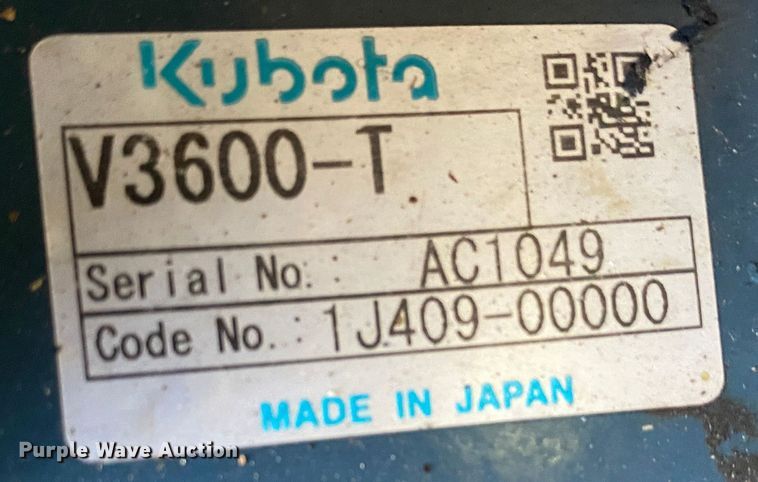 Kubota
V3600-T
Serial No. : AC1049
Code No. : 1J409-00000
MADE IN JAPAN
Purple Wave Auction